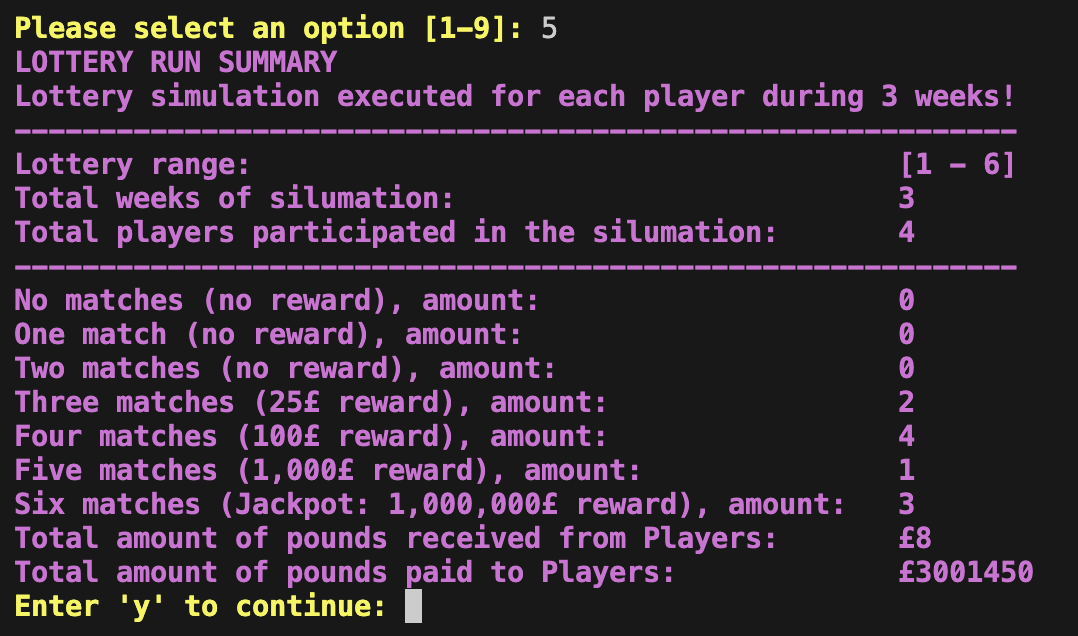 Please select an option [1-9]: 5
LOTTERY RUN SUMMARY
Lottery simulation executed for each player during 3 weeks!
-----------------------------------------------------------
Lottery range: [1 - 6]
Total weeks of silumation: 3
Total players participated in the silumation: 4
-----------------------------------------------------------
No matches (no reward), amount: 0
One match (no reward), amount: 0
Two matches (no reward), amount: 0
Three matches (25£ reward), amount: 2
Four matches (100£ reward), amount: 4
Five matches (1,000£ reward), amount: 1
Six matches (Jackpot: 1,000,000£ reward), amount: 3
Total amount of pounds received from Players: £8
Total amount of pounds paid to Players: £3001450
Enter 'y' to continue: